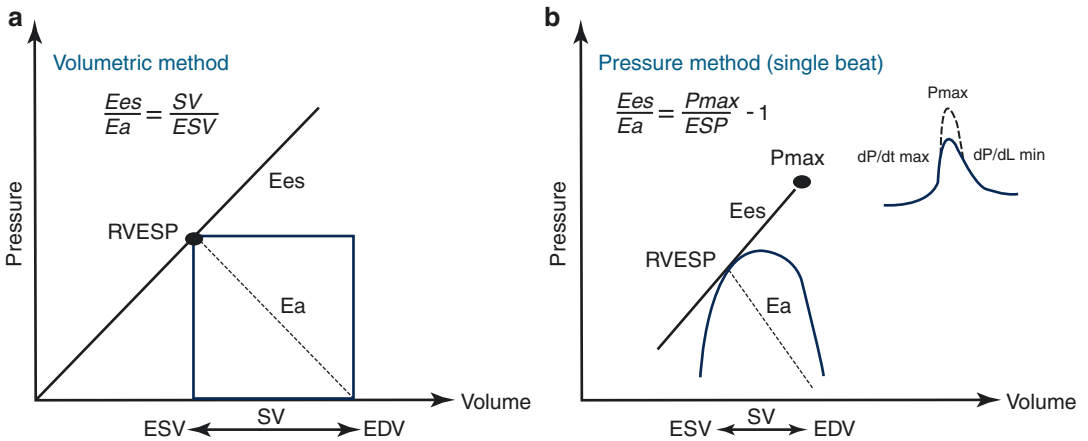 a
Volumetric method
Ees/Ea = SV/ESV
Ees
RVESP
Ea
Pressure
Volume
SV
ESV
EDV
b
Pressure method (single beat)
Ees/Ea = Pmax/ESP - 1
Pmax
dP/dt max
dP/dL min
Pmax
Ees
RVESP
Ea
Pressure
Volume
SV
ESV
EDV